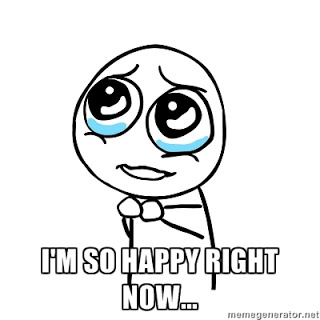 I'M SO HAPPY RIGHT
NOW...
memegenerator.net